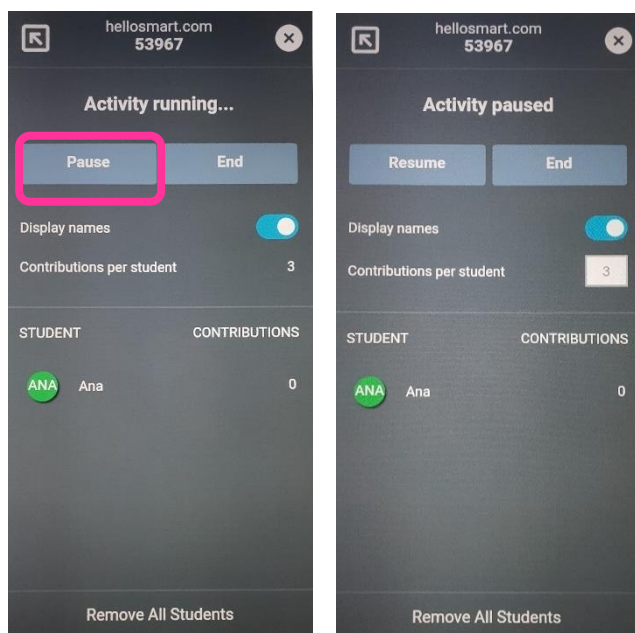 hellosmart.com
53967
Activity running...
Pause End
Display names
Contributions per student 3
STUDENT CONTRIBUTIONS
ANA Ana 0
Remove All Students
hellosmart.com
53967
Activity paused
Resume End
Display names
Contributions per student 3
STUDENT CONTRIBUTIONS
ANA Ana 0
Remove All Students